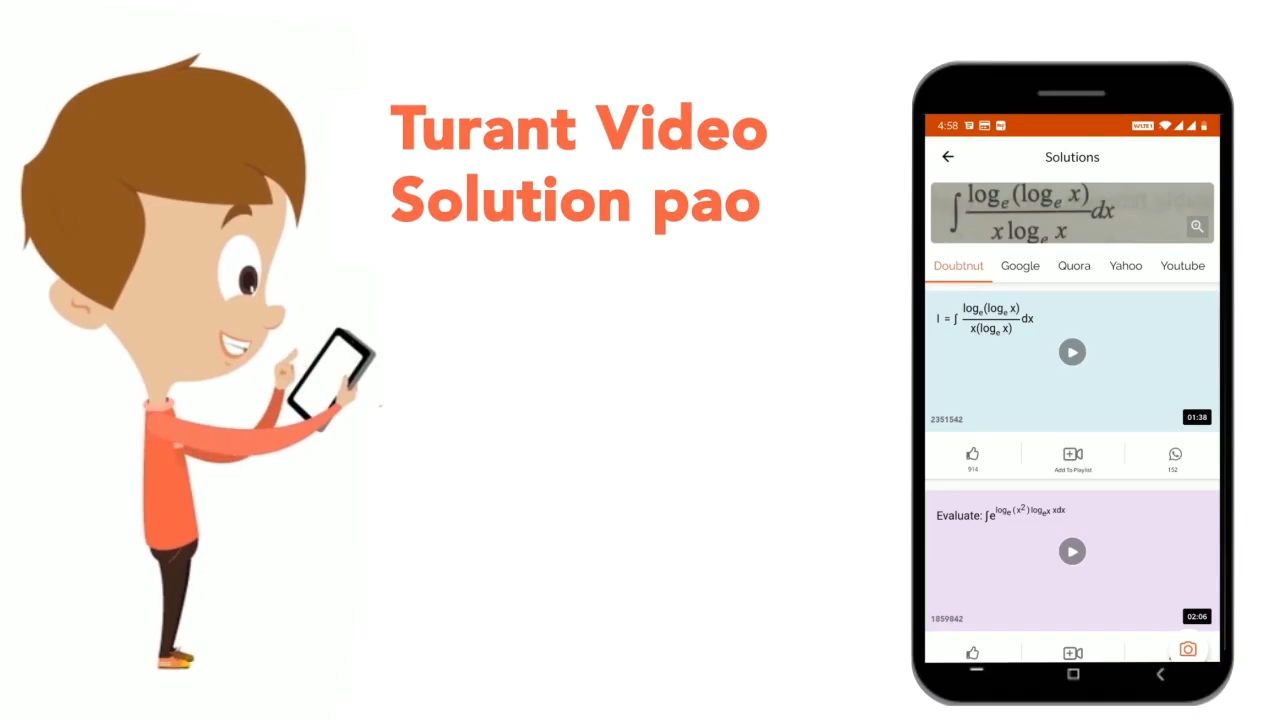 Turant Video
Solution pao
4:58
Solutions
∫ logₑ (logₑ x) / x logₑ x dx
Doubtnut Google Quora Yahoo Youtube
I = ∫ logₑ(logₑ x) / x(logₑ x) dx
2351542 01:38
914 Add To Playlist 152
Evaluate: ∫e^logₑ (x²) logₑx xdx
1859842 02:06